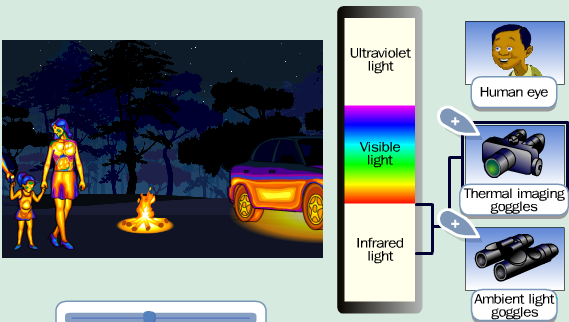 Ultraviolet
light
Visible
light
Infrared
light
Human eye
Thermal imaging
goggles
Ambient light
goggles